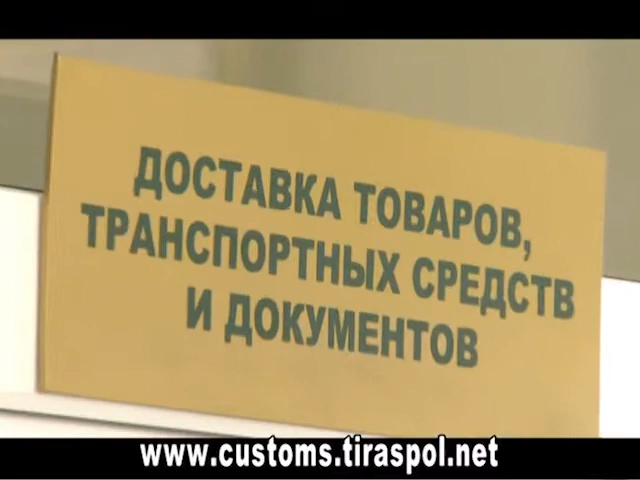 ДОСТАВКА ТОВАРОВ,
ТРАНСПОРТНЫХ СРЕДСТВ
И ДОКУМЕНТОВ
www.customs.tiraspol.net